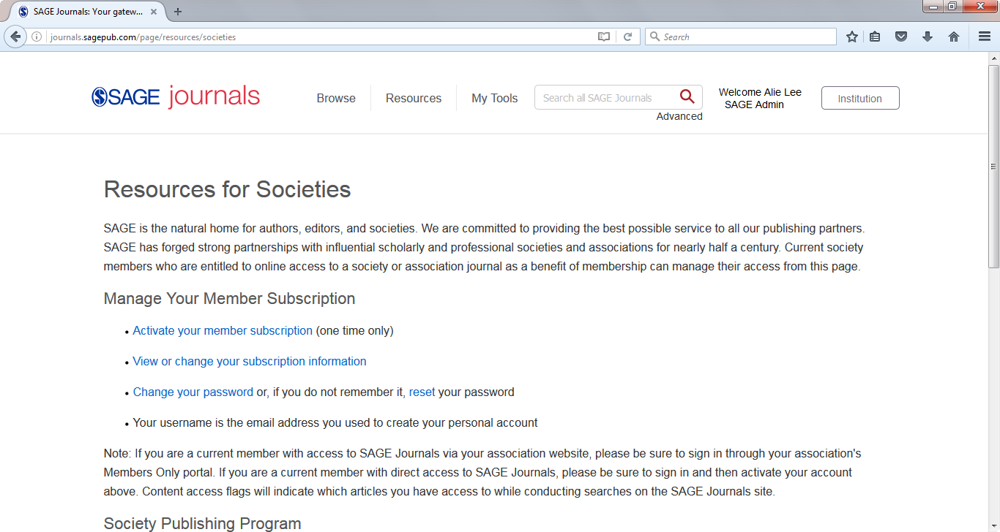 SAGE Journals: Your gatew...
journals.sagepub.com/page/resources/societies
Search
SAGE journals
Browse
Resources
My Tools
Search all SAGE Journals
Advanced
Welcome Alie Lee
SAGE Admin
Institution
Resources for Societies
SAGE is the natural home for authors, editors, and societies. We are committed to providing the best possible service to all our publishing partners.
SAGE has forged strong partnerships with influential scholarly and professional societies and associations for nearly half a century. Current society
members who are entitled to online access to a society or association journal as a benefit of membership can manage their access from this page.
Manage Your Member Subscription
• Activate your member subscription (one time only)
• View or change your subscription information
• Change your password or, if you do not remember it, reset your password
• Your username is the email address you used to create your personal account
Note: If you are a current member with access to SAGE Journals via your association website, please be sure to sign in through your association's
Members Only portal. If you are a current member with direct access to SAGE Journals, please be sure to sign in and then activate your account
above. Content access flags will indicate which articles you have access to while conducting searches on the SAGE Journals site.
Society Publishing Program